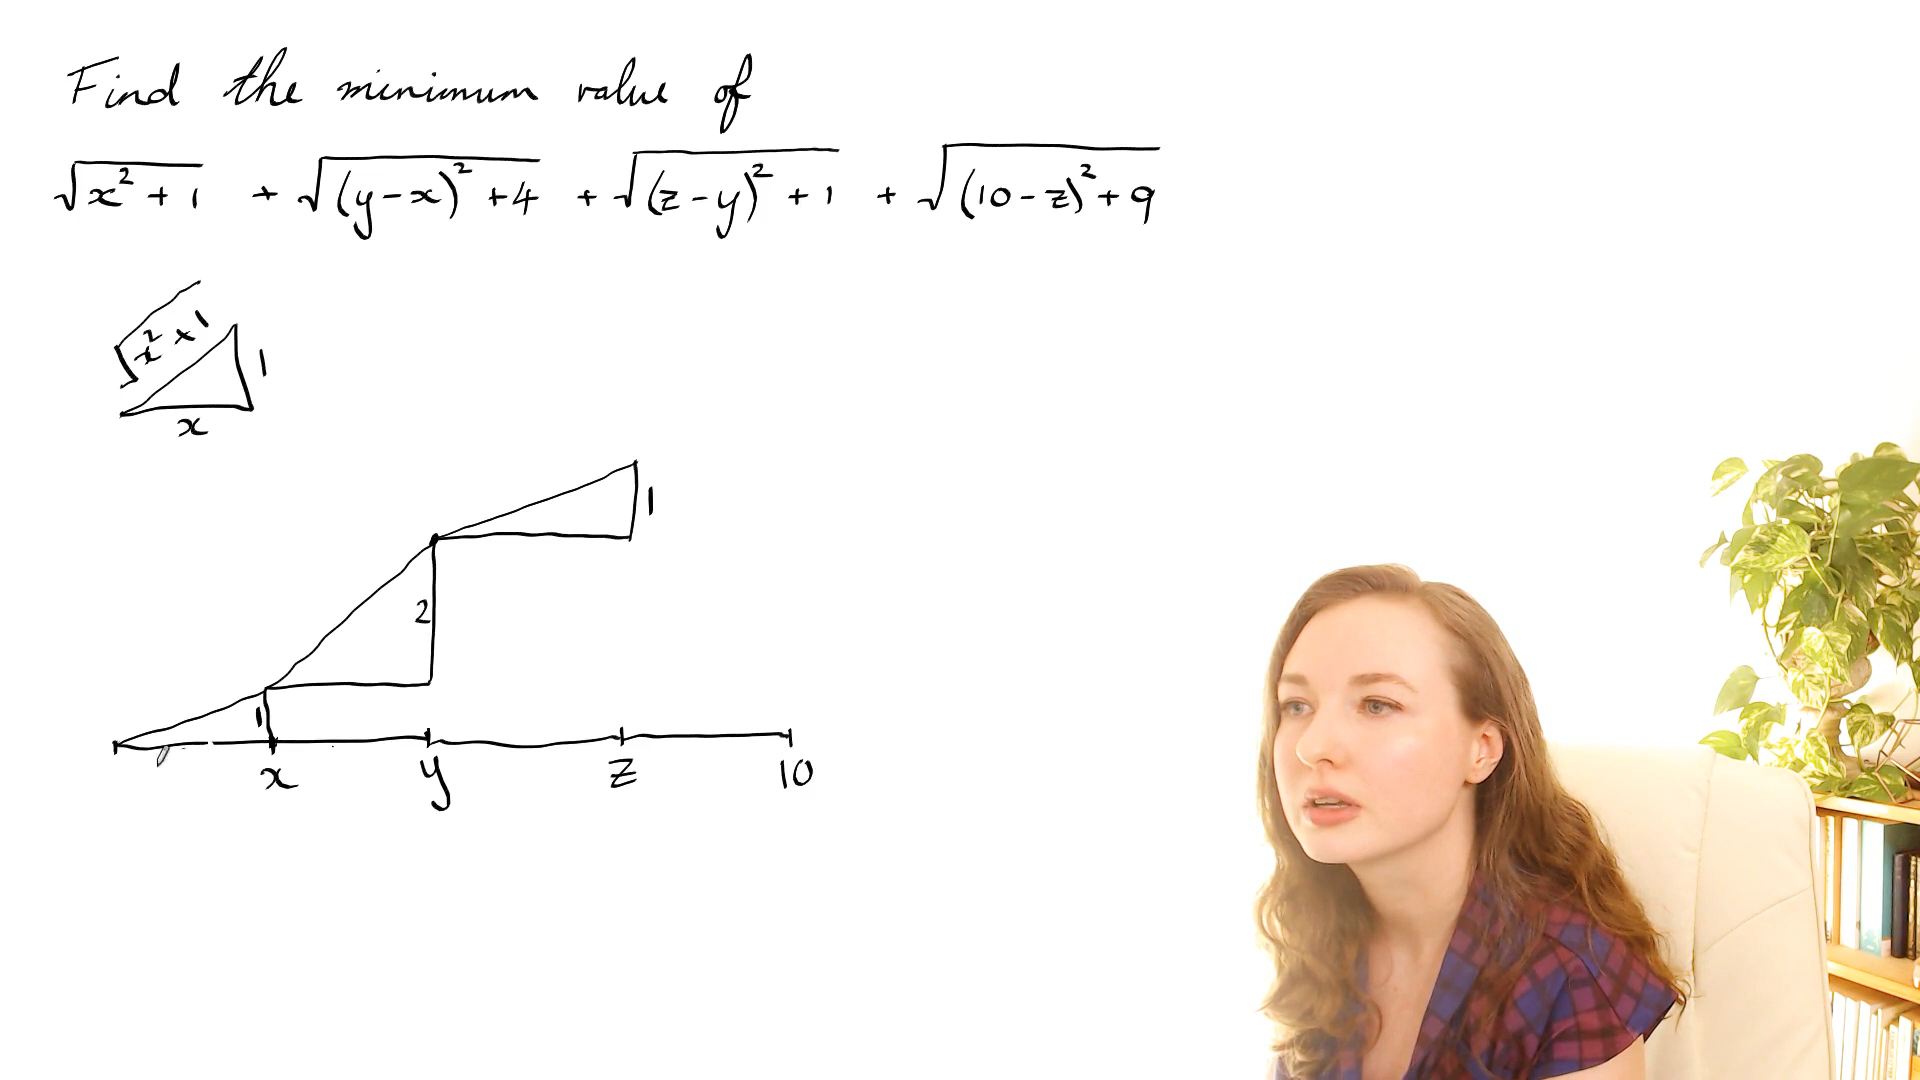 Find the minimum value of
√(x² + 1) + √((y-x)² + 4) + √((z-y)² + 1) + √((10-z)² + 9)
√(x² + 1)
1
x
1
2
1
x y z 10